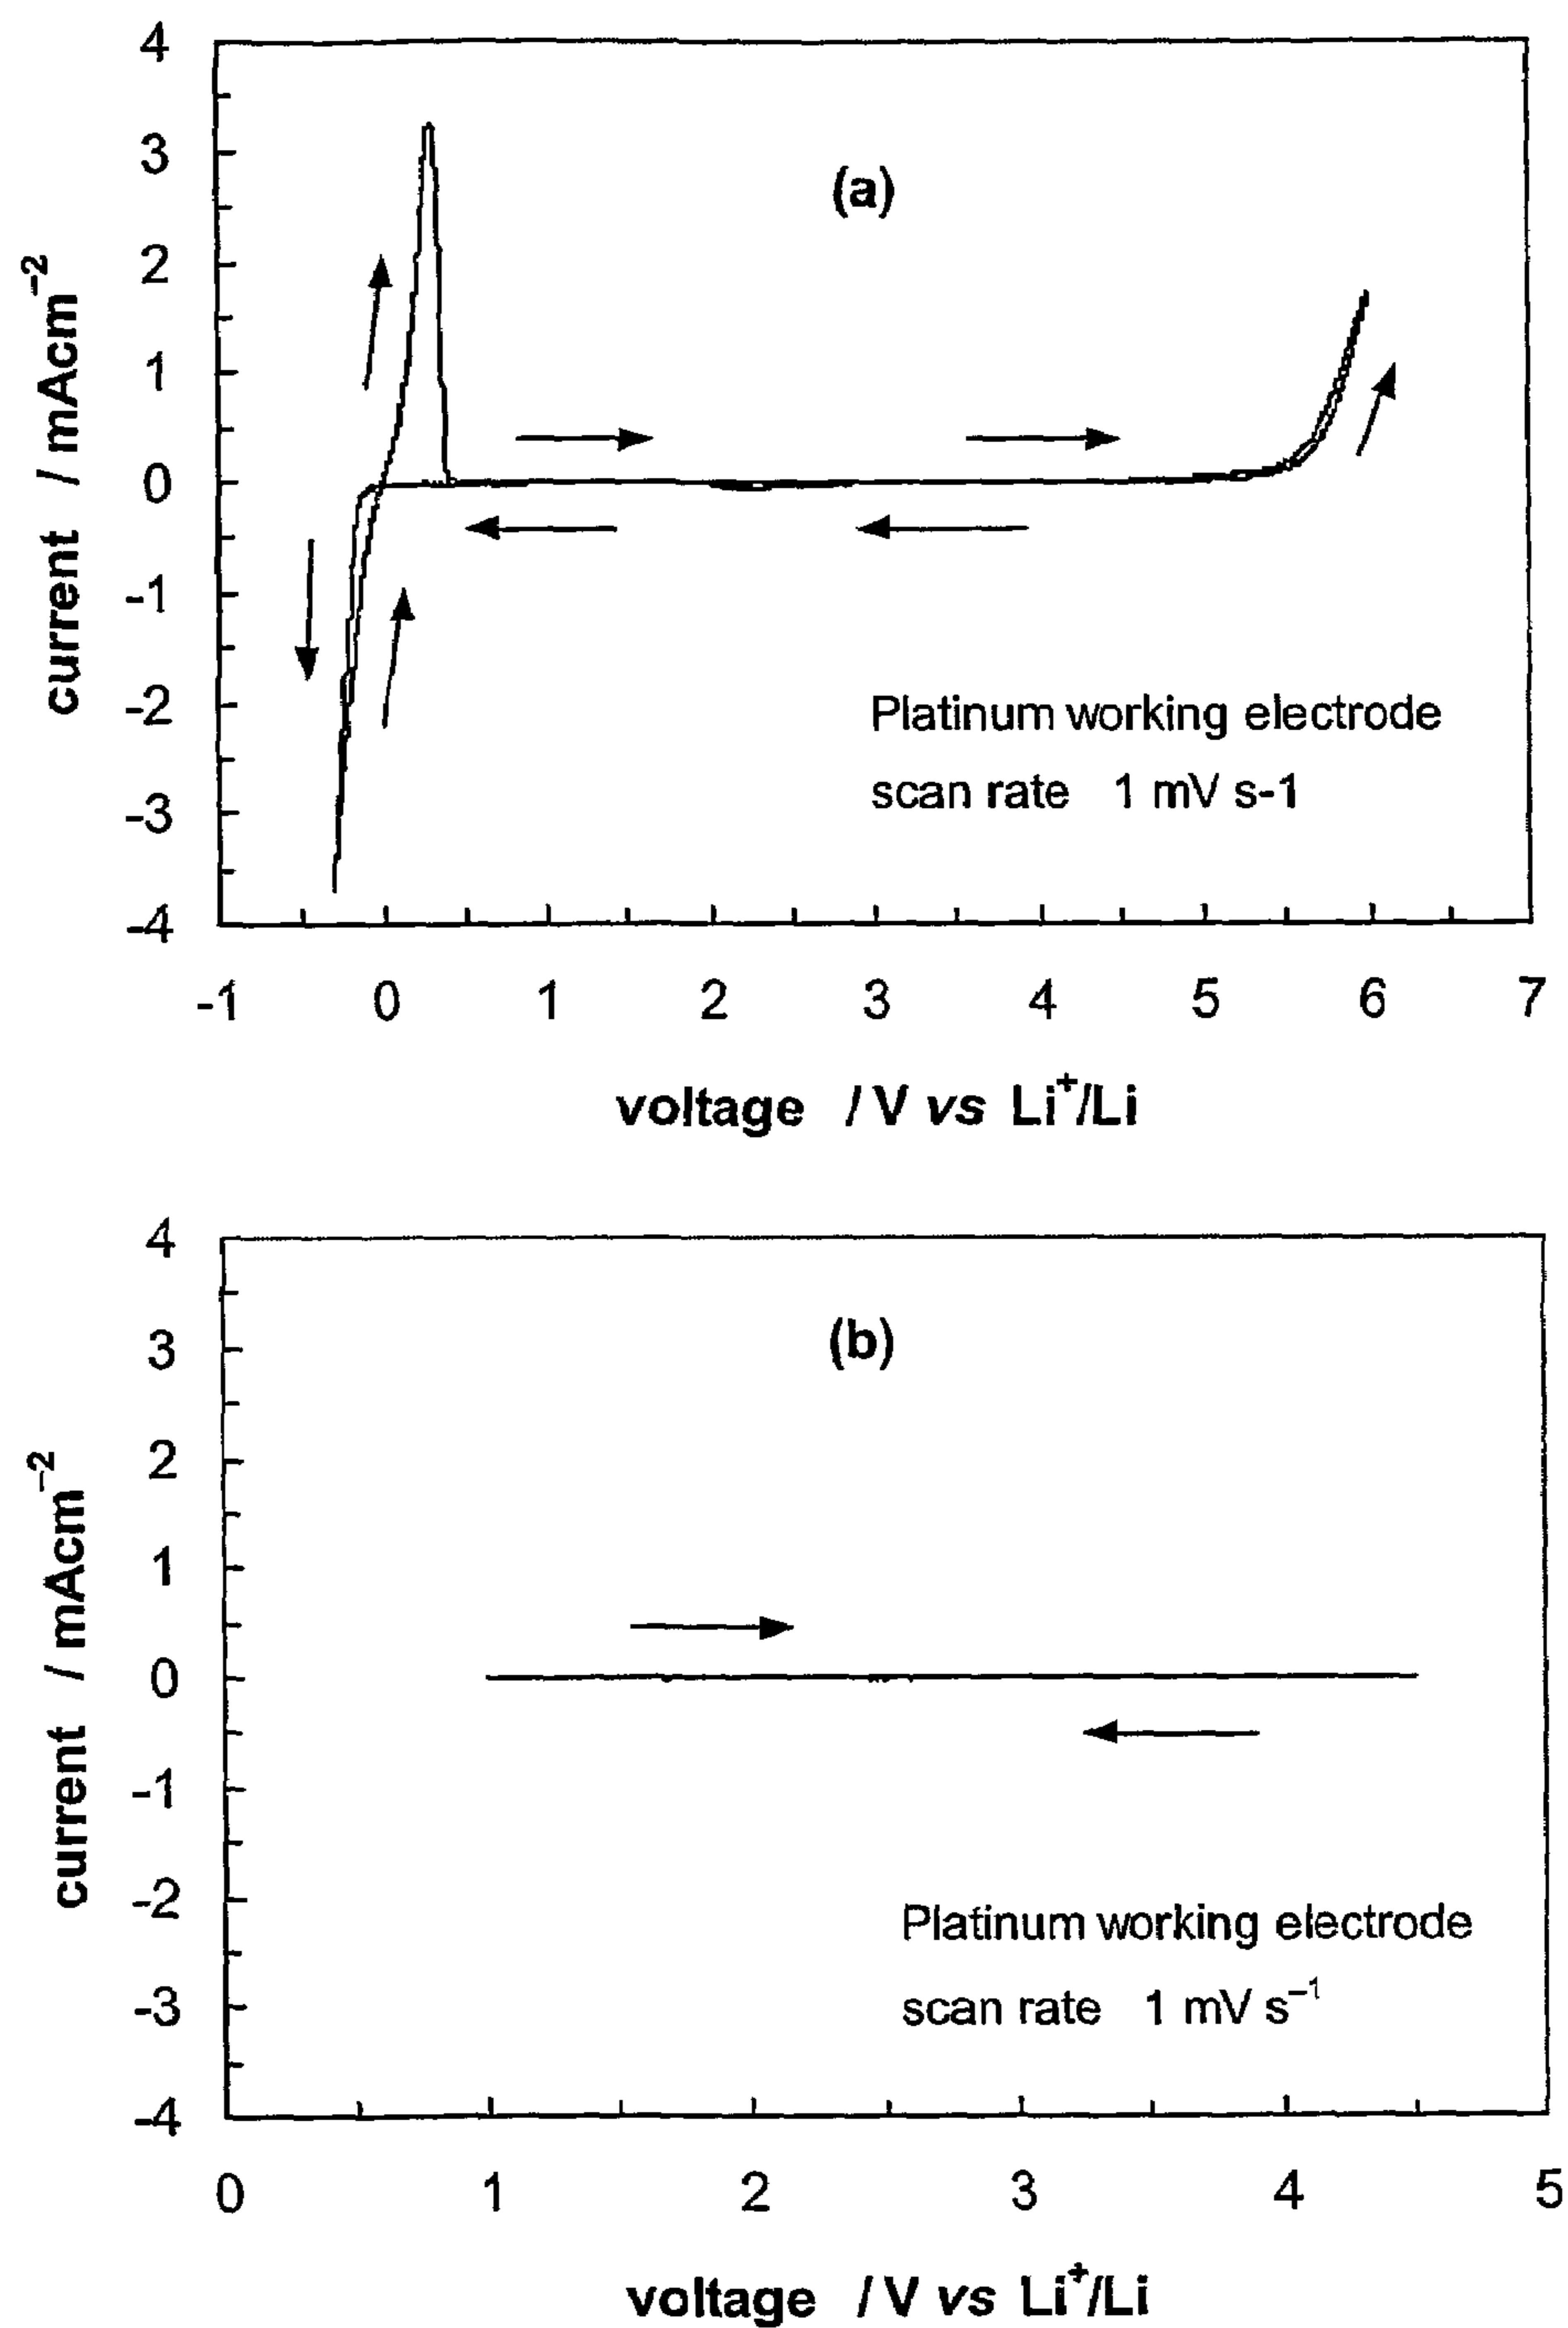 4
3
2
1
0
-1
-2
-3
-4
current / mAcm⁻²
(a)
Platinum working electrode
scan rate 1 mV s-1
-1 0 1 2 3 4 5 6 7
voltage / V vs Li⁺/Li
4
3
2
1
0
-1
-2
-3
-4
current / mAcm⁻²
(b)
Platinum working electrode
scan rate 1 mV s⁻¹
0 1 2 3 4 5
voltage / V vs Li⁺/Li